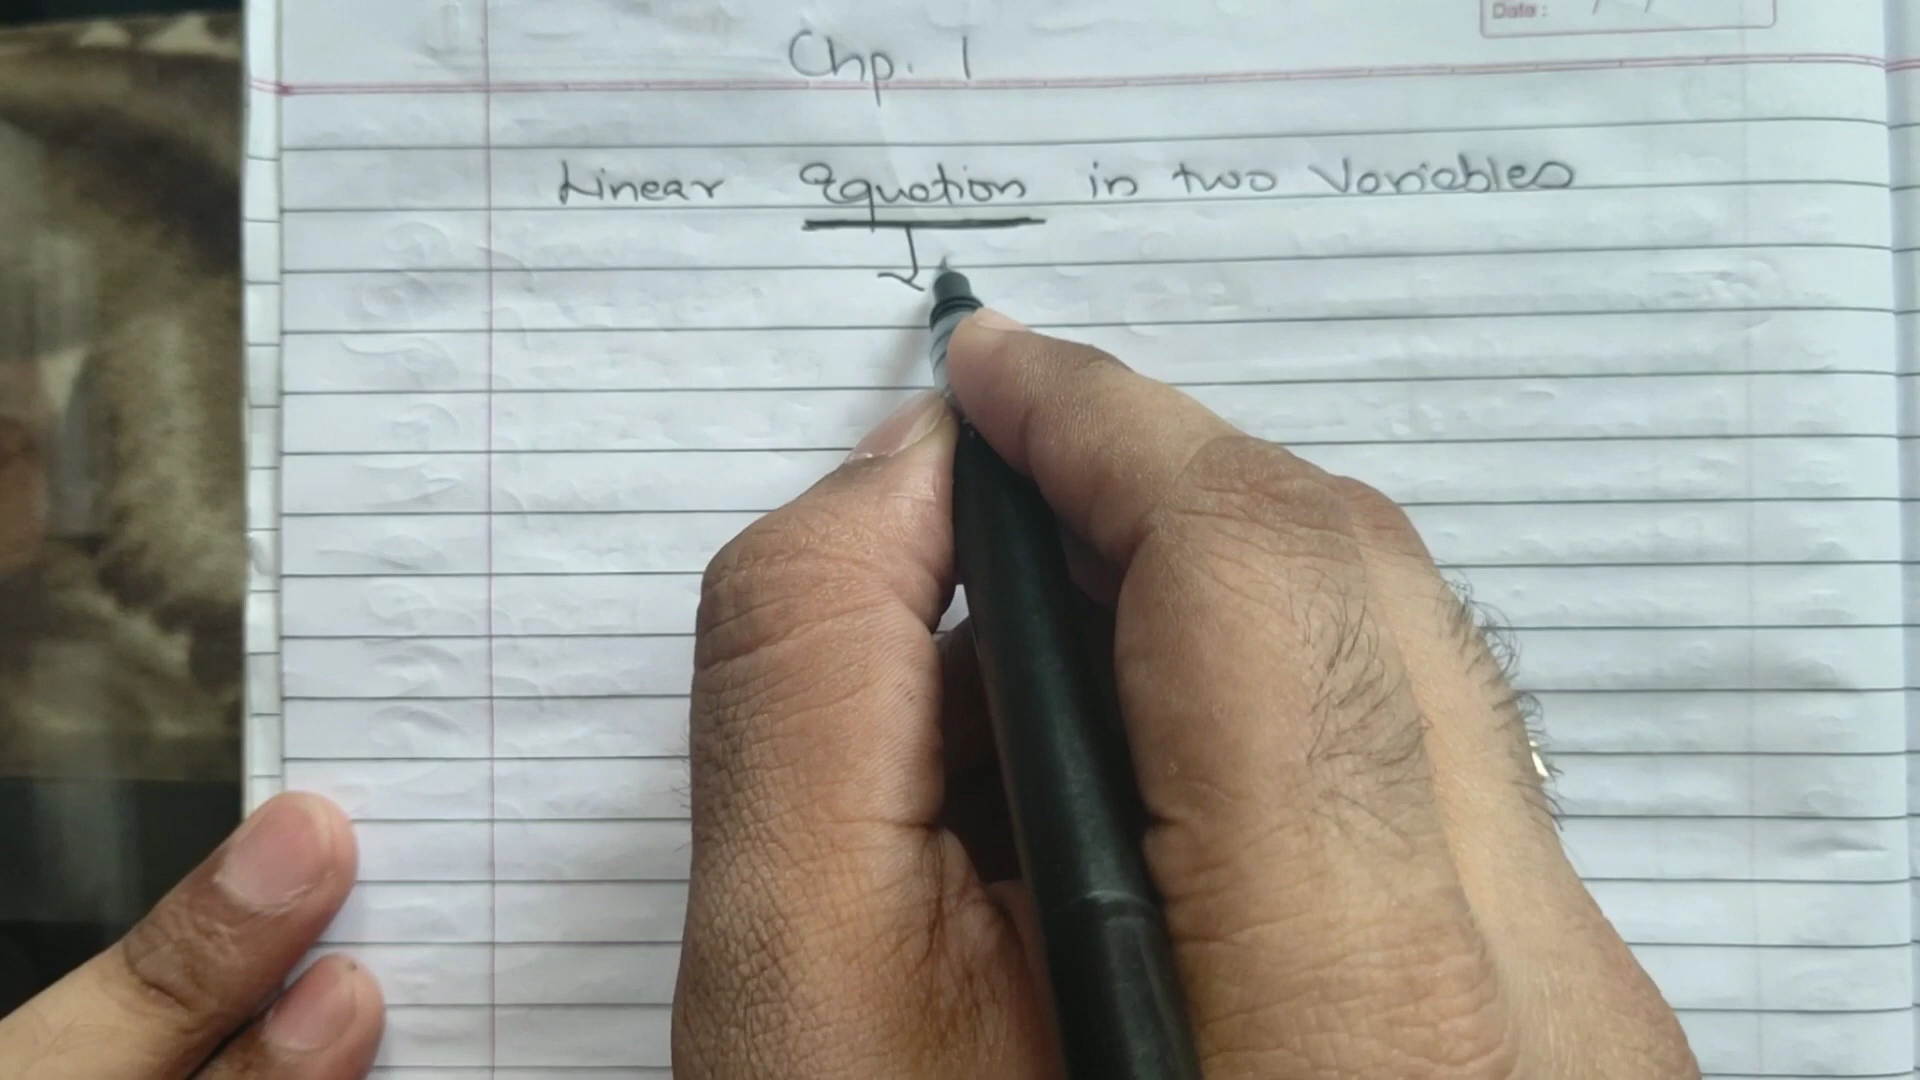 Date :
Chp. 1
Linear Equation in two Variables